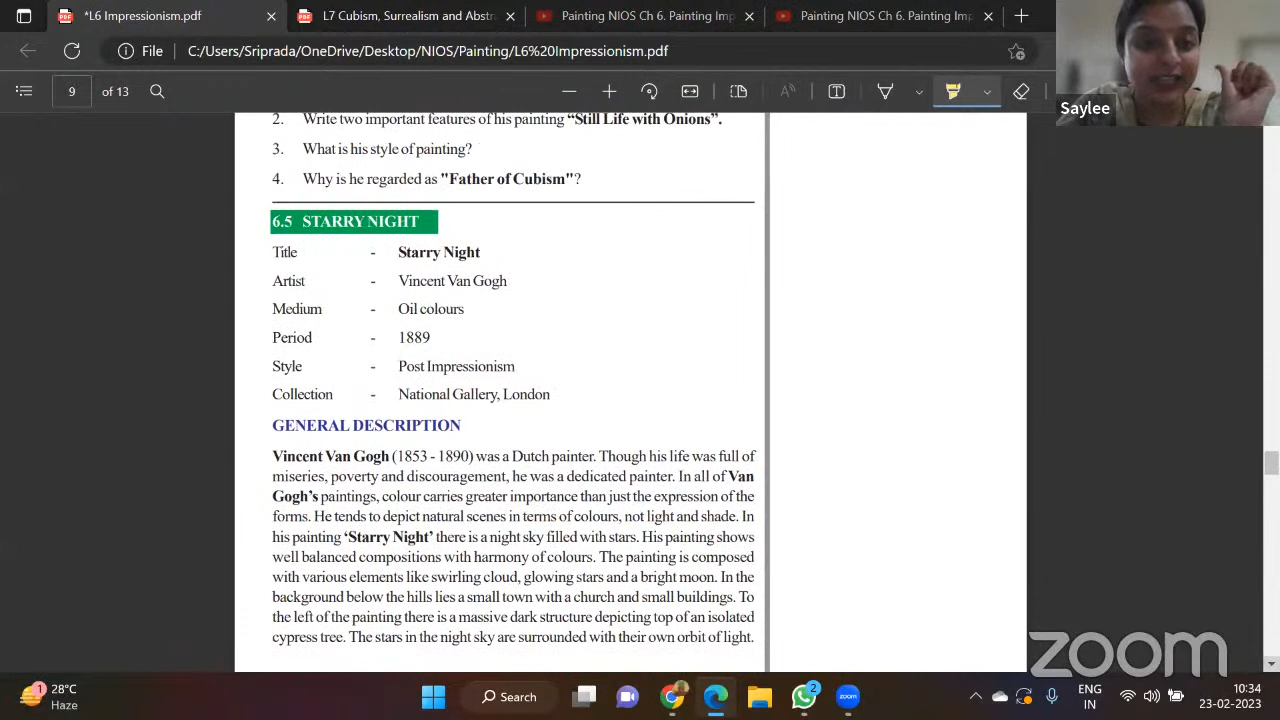 *L6 Impressionism.pdf
L7 Cubism, Surrealism and Abst
Painting NIOS Ch 6. Painting Imp
Painting NIOS Ch 6. Painting Imp
File C:/Users/Sriprada/OneDrive/Desktop/NIOS/Painting/L6%20Impressionism.pdf
9 of 13
Saylee
2. Write two important features of his painting “Still Life with Onions”.
3. What is his style of painting?
4. Why is he regarded as "Father of Cubism"?
6.5 STARRY NIGHT
Title - Starry Night
Artist - Vincent Van Gogh
Medium - Oil colours
Period - 1889
Style - Post Impressionism
Collection - National Gallery, London
GENERAL DESCRIPTION
Vincent Van Gogh (1853 - 1890) was a Dutch painter. Though his life was full of
miseries, poverty and discouragement, he was a dedicated painter. In all of Van
Gogh’s paintings, colour carries greater importance than just the expression of the
forms. He tends to depict natural scenes in terms of colours, not light and shade. In
his painting ‘Starry Night’ there is a night sky filled with stars. His painting shows
well balanced compositions with harmony of colours. The painting is composed
with various elements like swirling cloud, glowing stars and a bright moon. In the
background below the hills lies a small town with a church and small buildings. To
the left of the painting there is a massive dark structure depicting top of an isolated
cypress tree. The stars in the night sky are surrounded with their own orbit of light.
zoom
1 28°C
Haze
Search
zoom
2
ENG
IN
10:34
23-02-2023